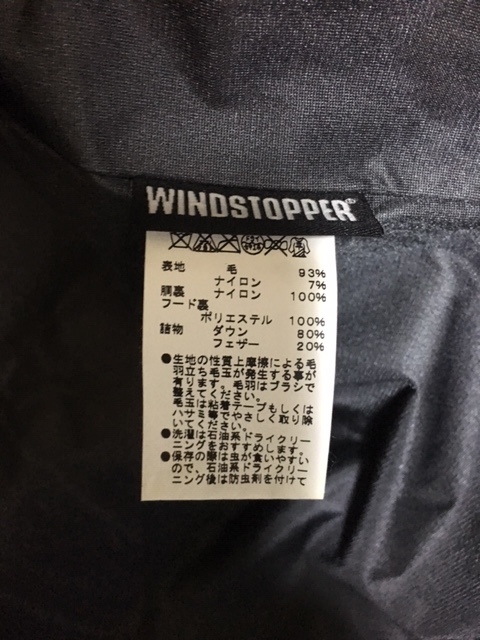 WINDSTOPPER®
表地 毛 93%
ナイロン 7%
胴裏 ナイロン 100%
フード裏
ポリエステル 100%
詰物 ダウン 80%
フェザー 20%
●生地の性質上摩擦による毛
羽立ち毛玉が発生する事が
有ります。毛羽はブラシで
整えてください。
毛玉は粘着テープもしくは
ハサミ等でやさしく取り除
いてください。
●洗濯は石油系ドライクリー
ニングをおすすめします。
●保存の際は虫が食いやすい
ので、石油系ドライクリー
ニング後は防虫剤を付けて